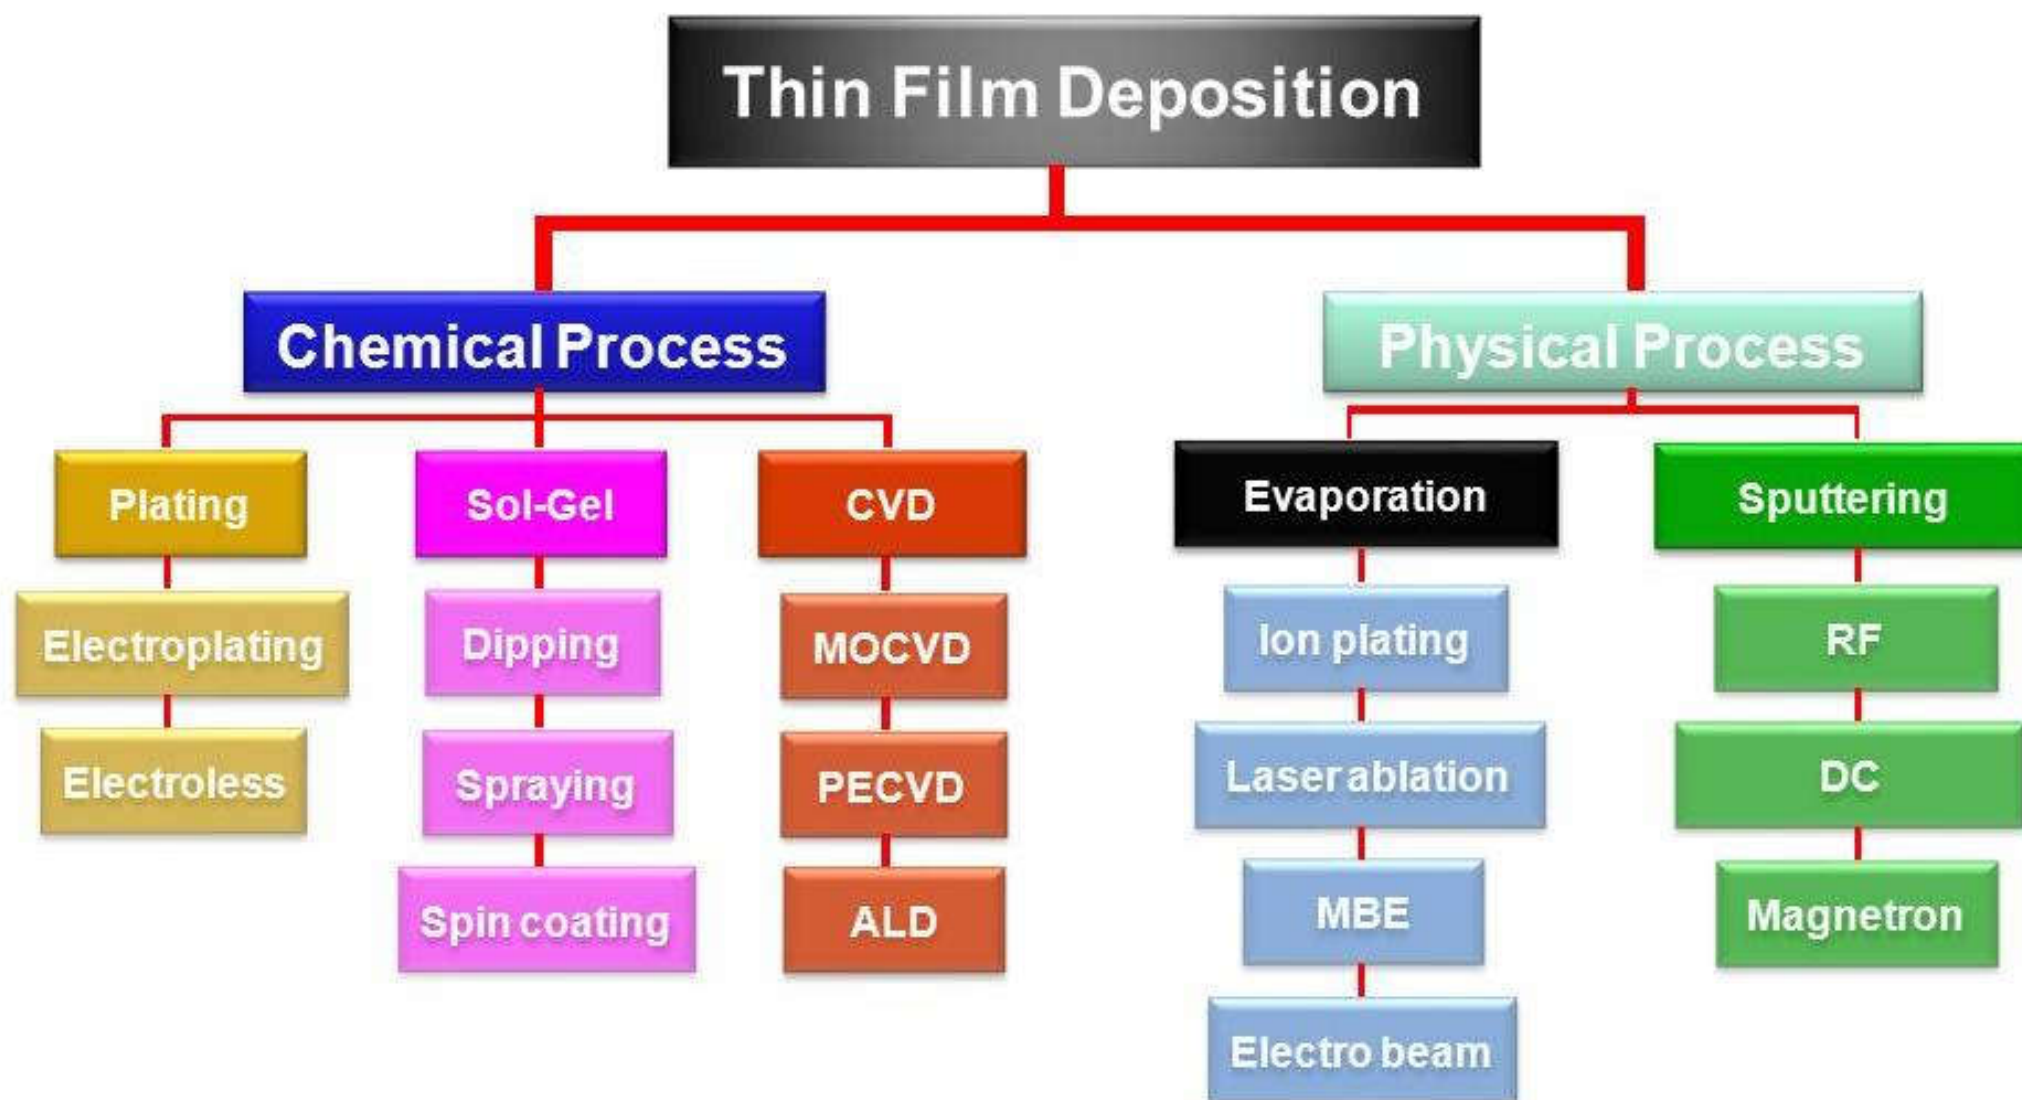 Thin Film Deposition
Chemical Process
Physical Process
Plating
Sol-Gel
CVD
Evaporation
Sputtering
Electroplating
Dipping
MOCVD
Ion plating
RF
Electroless
Spraying
PECVD
Laser ablation
DC
Spin coating
ALD
MBE
Magnetron
Electro beam